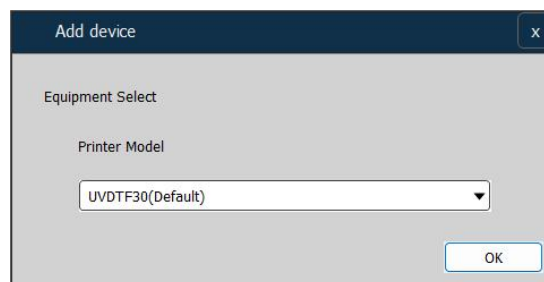 Add device
x
Equipment Select
Printer Model
UVDTF30(Default)
OK